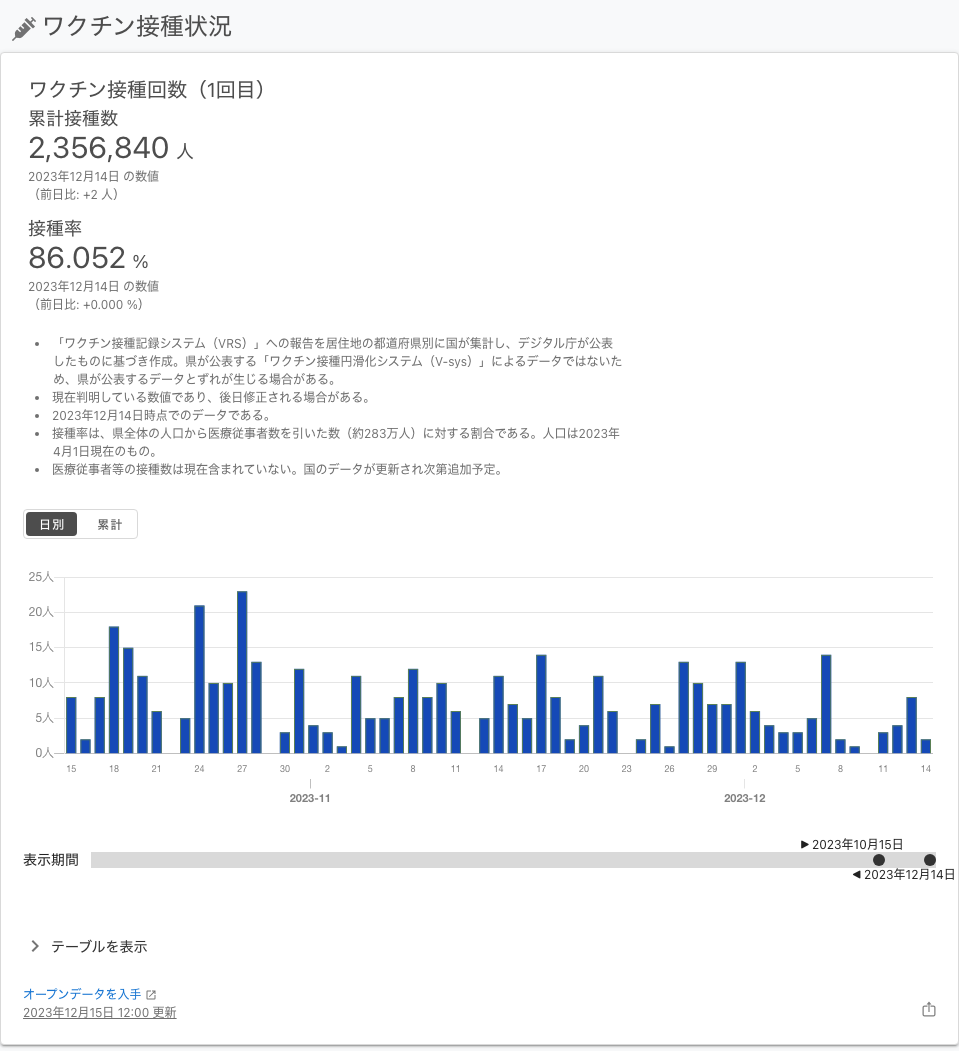 ワクチン接種状況
ワクチン接種回数（1回目）
累計接種数
2,356,840 人
2023年12月14日 の数値
（前日比: +2 人）
接種率
86.052 %
2023年12月14日 の数値
（前日比: +0.000 %）
• 「ワクチン接種記録システム（VRS）」への報告を居住地の都道府県別に国が集計し、デジタル庁が公表
したものに基づき作成。県が公表する「ワクチン接種円滑化システム（V-sys）」によるデータではないた
め、県が公表するデータとずれが生じる場合がある。
• 現在判明している数値であり、後日修正される場合がある。
• 2023年12月14日時点でのデータである。
• 接種率は、県全体の人口から医療従事者数を引いた数（約283万人）に対する割合である。人口は2023年
4月1日現在のもの。
• 医療従事者等の接種数は現在含まれていない。国のデータが更新され次第追加予定。
日別 累計
25人
20人
15人
10人
5人
0人
15 18 21 24 27 30 2 5 8 11 14 17 20 23 26 29 2 5 8 11 14
2023-11 2023-12
▶ 2023年10月15日
表示期間
◀ 2023年12月14日
テーブルを表示
オープンデータを入手
2023年12月15日 12:00 更新